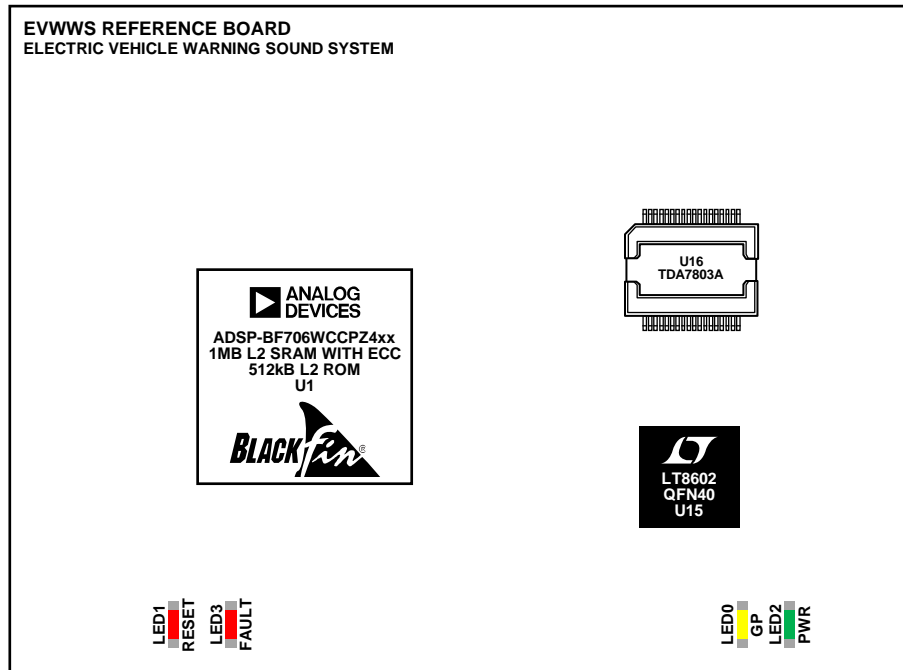 EVWWS REFERENCE BOARD
ELECTRIC VEHICLE WARNING SOUND SYSTEM
U16
TDA7803A
ANALOG
DEVICES
ADSP-BF706WCCPZ4xx
1MB L2 SRAM WITH ECC
512kB L2 ROM
U1
BLACKfin®
LT8602
QFN40
U15
LED1
RESET
LED3
FAULT
LED0
GP
LED2
PWR